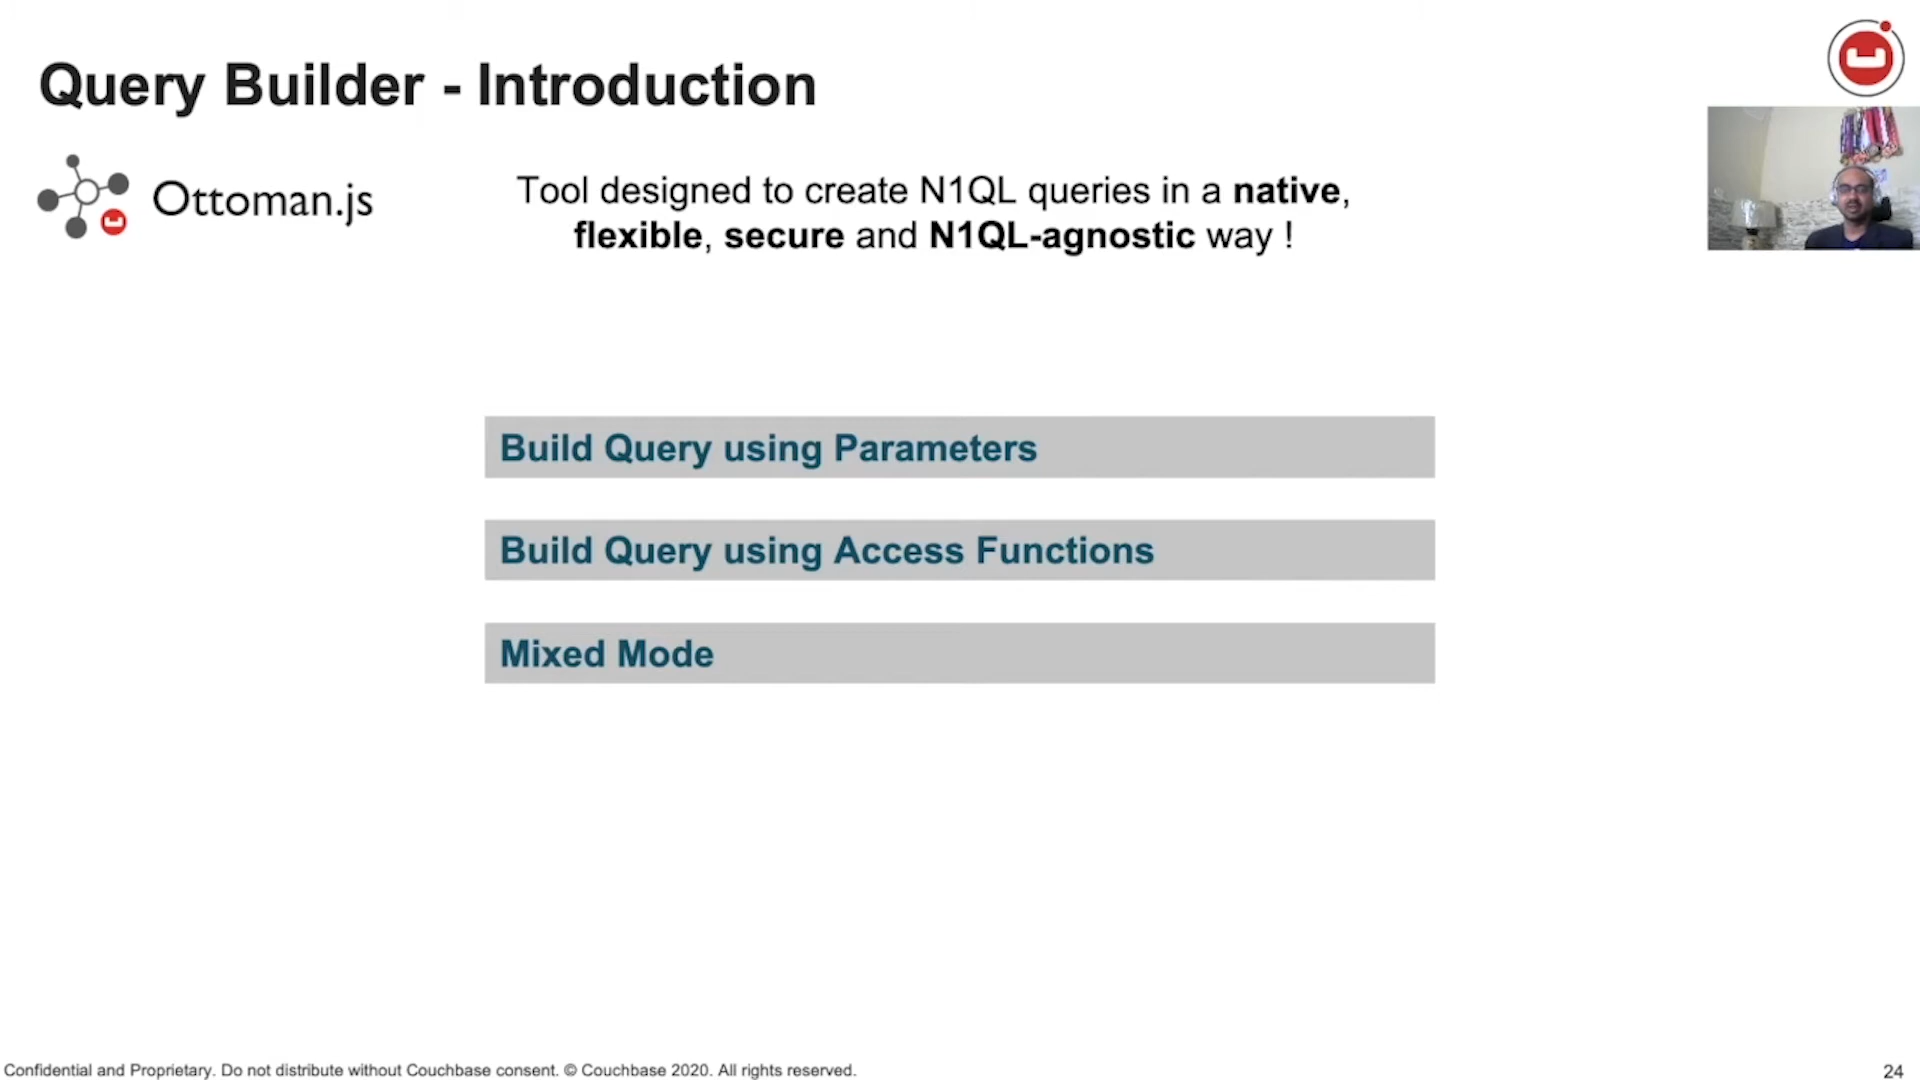 Query Builder - Introduction
Ottoman.js
Tool designed to create N1QL queries in a native,
flexible, secure and N1QL-agnostic way !
Build Query using Parameters
Build Query using Access Functions
Mixed Mode
Confidential and Proprietary. Do not distribute without Couchbase consent. © Couchbase 2020. All rights reserved.
24